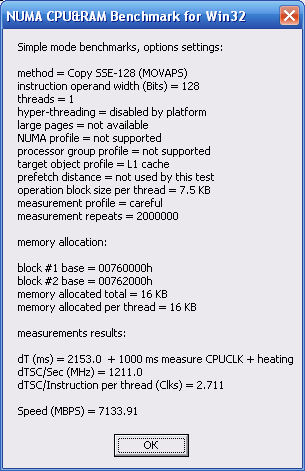 NUMA CPU&RAM Benchmark for Win32
Simple mode benchmarks, options settings:
method = Copy SSE-128 (MOVAPS)
instruction operand width (Bits) = 128
threads = 1
hyper-threading = disabled by platform
large pages = not available
NUMA profile = not supported
processor group profile = not supported
target object profile = L1 cache
prefetch distance = not used by this test
operation block size per thread = 7.5 KB
measurement profile = careful
measurement repeats = 2000000
memory allocation:
block #1 base = 00760000h
block #2 base = 00762000h
memory allocated total = 16 KB
memory allocated per thread = 16 KB
measurements results:
dT (ms) = 2153.0  + 1000 ms measure CPUCLK + heating
dTSC/Sec (MHz) = 1211.0
dTSC/Instruction per thread (Clks) = 2.711
Speed (MBPS) = 7133.91
OK